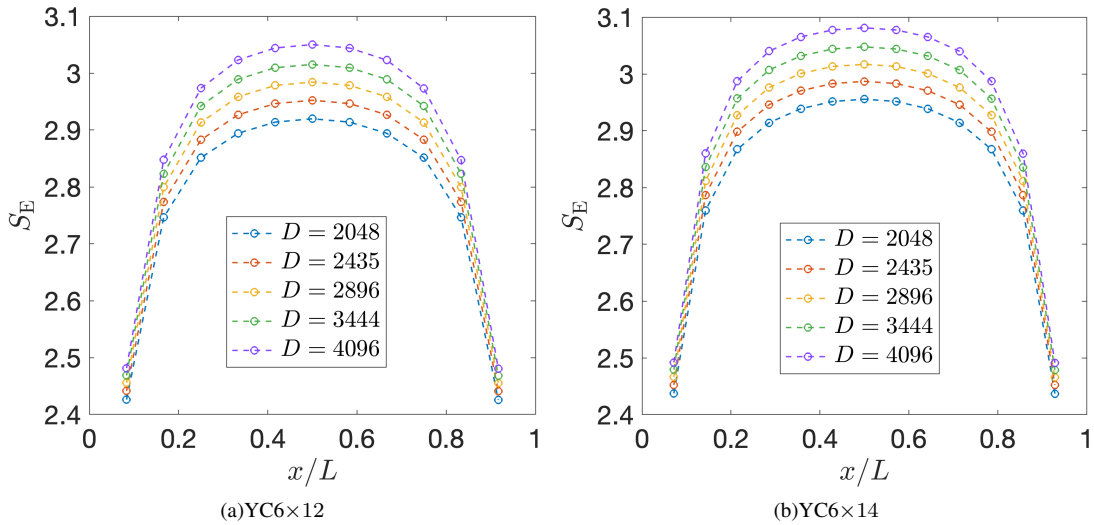 3.1
3
2.9
2.8
2.7
2.6
2.5
2.4
S_E
D = 2048
D = 2435
D = 2896
D = 3444
D = 4096
0 0.2 0.4 0.6 0.8 1
x/L
(a)YC6×12
3.1
3
2.9
2.8
2.7
2.6
2.5
2.4
S_E
D = 2048
D = 2435
D = 2896
D = 3444
D = 4096
0 0.2 0.4 0.6 0.8 1
x/L
(b)YC6×14